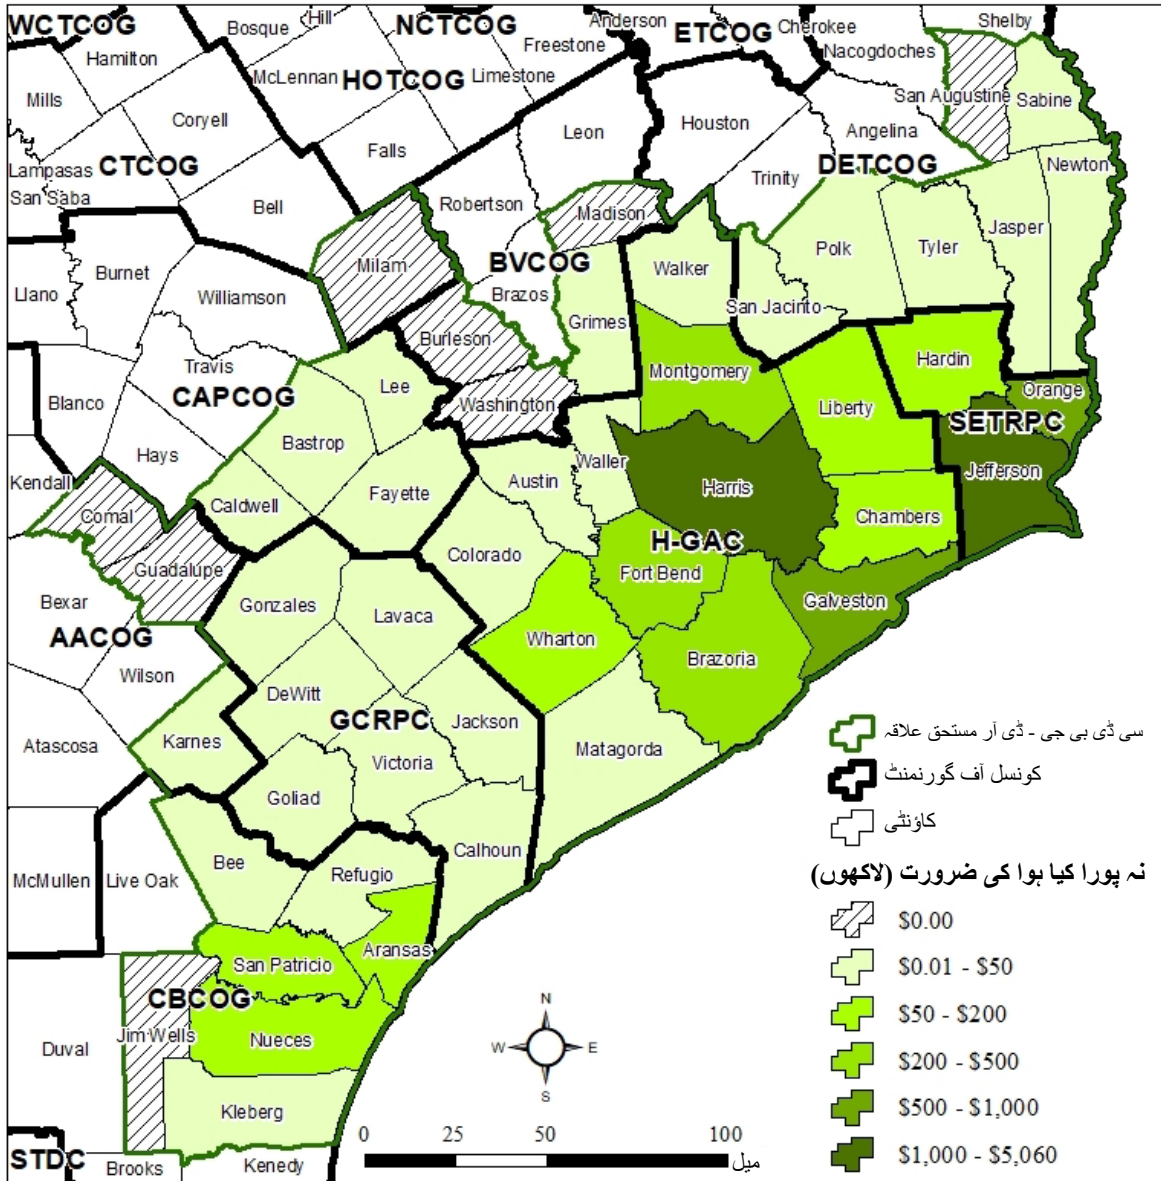 WCTCOG
Hill
Bosque
NCTCOG
Anderson
Cherokee
Shelby
ETCOG
Hamilton
Freestone
Nacogdoches
McLennan
HOTCOG
Limestone
Mills
San Augustine
Sabine
Coryell
Leon
Houston
Angelina
Falls
Lampasas
CTCOG
DETCOG
Newton
San Saba
Trinity
Bell
Robertson
Madison
Jasper
Polk
Tyler
Burnet
Milam
BVCOG
Walker
Llano
Williamson
Brazos
San Jacinto
Grimes
Burleson
Hardin
Travis
Montgomery
Lee
Orange
Blanco
CAPCOG
Washington
Liberty
SETRPC
Bastrop
Hays
Waller
Jefferson
Kendall
Austin
Harris
Caldwell
Fayette
Comal
Chambers
H-GAC
Colorado
Guadalupe
Fort Bend
Bexar
Gonzales
Lavaca
Galveston
AACOG
Wharton
Wilson
Brazoria
DeWitt
GCRPC
Jackson
Atascosa
Karnes
Matagorda
Victoria
Goliad
Calhoun
Bee
Refugio
McMullen
Live Oak
Aransas
San Patricio
CBCOG
Jim Wells
Nueces
Duval
Kleberg
STDC
Brooks
Kenedy
N
W
E
S
0 25 50 100
میل
سی ڈی بی جی - ڈی آر مستحق علاقہ
کونسل آف گورنمنٹ
کاؤنٹی
نہ پورا کیا ہوا کی ضرورت (لاکھوں)
$0.00
$0.01 - $50
$50 - $200
$200 - $500
$500 - $1,000
$1,000 - $5,060